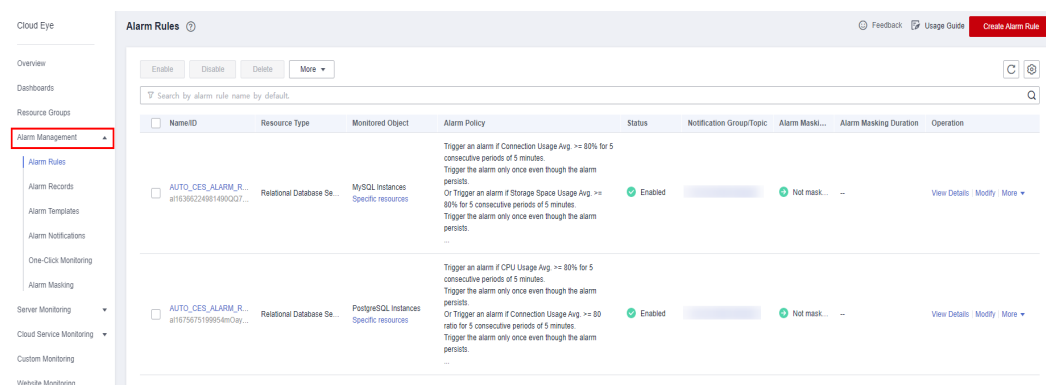 Cloud Eye
Alarm Rules
Feedback
Usage Guide
Create Alarm Rule
Overview
Dashboards
Resource Groups
Alarm Management
Alarm Rules
Alarm Records
Alarm Templates
Alarm Notifications
One-Click Monitoring
Alarm Masking
Server Monitoring
Cloud Service Monitoring
Custom Monitoring
Website Monitoring
Enable Disable Delete More
Search by alarm rule name by default.
Name/ID Resource Type Monitored Object Alarm Policy Status Notification Group/Topic Alarm Maski... Alarm Masking Duration Operation
AUTO_CES_ALARM_R...
al16366224981490QQ7...
Relational Database Se...
MySQL Instances
Specific resources
Trigger an alarm if Connection Usage Avg. >= 80% for 5
consecutive periods of 5 minutes.
Trigger the alarm only once even though the alarm
persists.
Or Trigger an alarm if Storage Space Usage Avg. >=
80% for 5 consecutive periods of 5 minutes.
Trigger the alarm only once even though the alarm
persists.
...
Enabled
Not mask...
--
View Details Modify More
AUTO_CES_ALARM_R...
al1675675199954mOay...
Relational Database Se...
PostgreSQL Instances
Specific resources
Trigger an alarm if CPU Usage Avg. >= 80% for 5
consecutive periods of 5 minutes.
Trigger the alarm only once even though the alarm
persists.
Or Trigger an alarm if Connection Usage Avg. >= 80
ratio for 5 consecutive periods of 5 minutes.
Trigger the alarm only once even though the alarm
persists.
...
Enabled
Not mask...
--
View Details Modify More